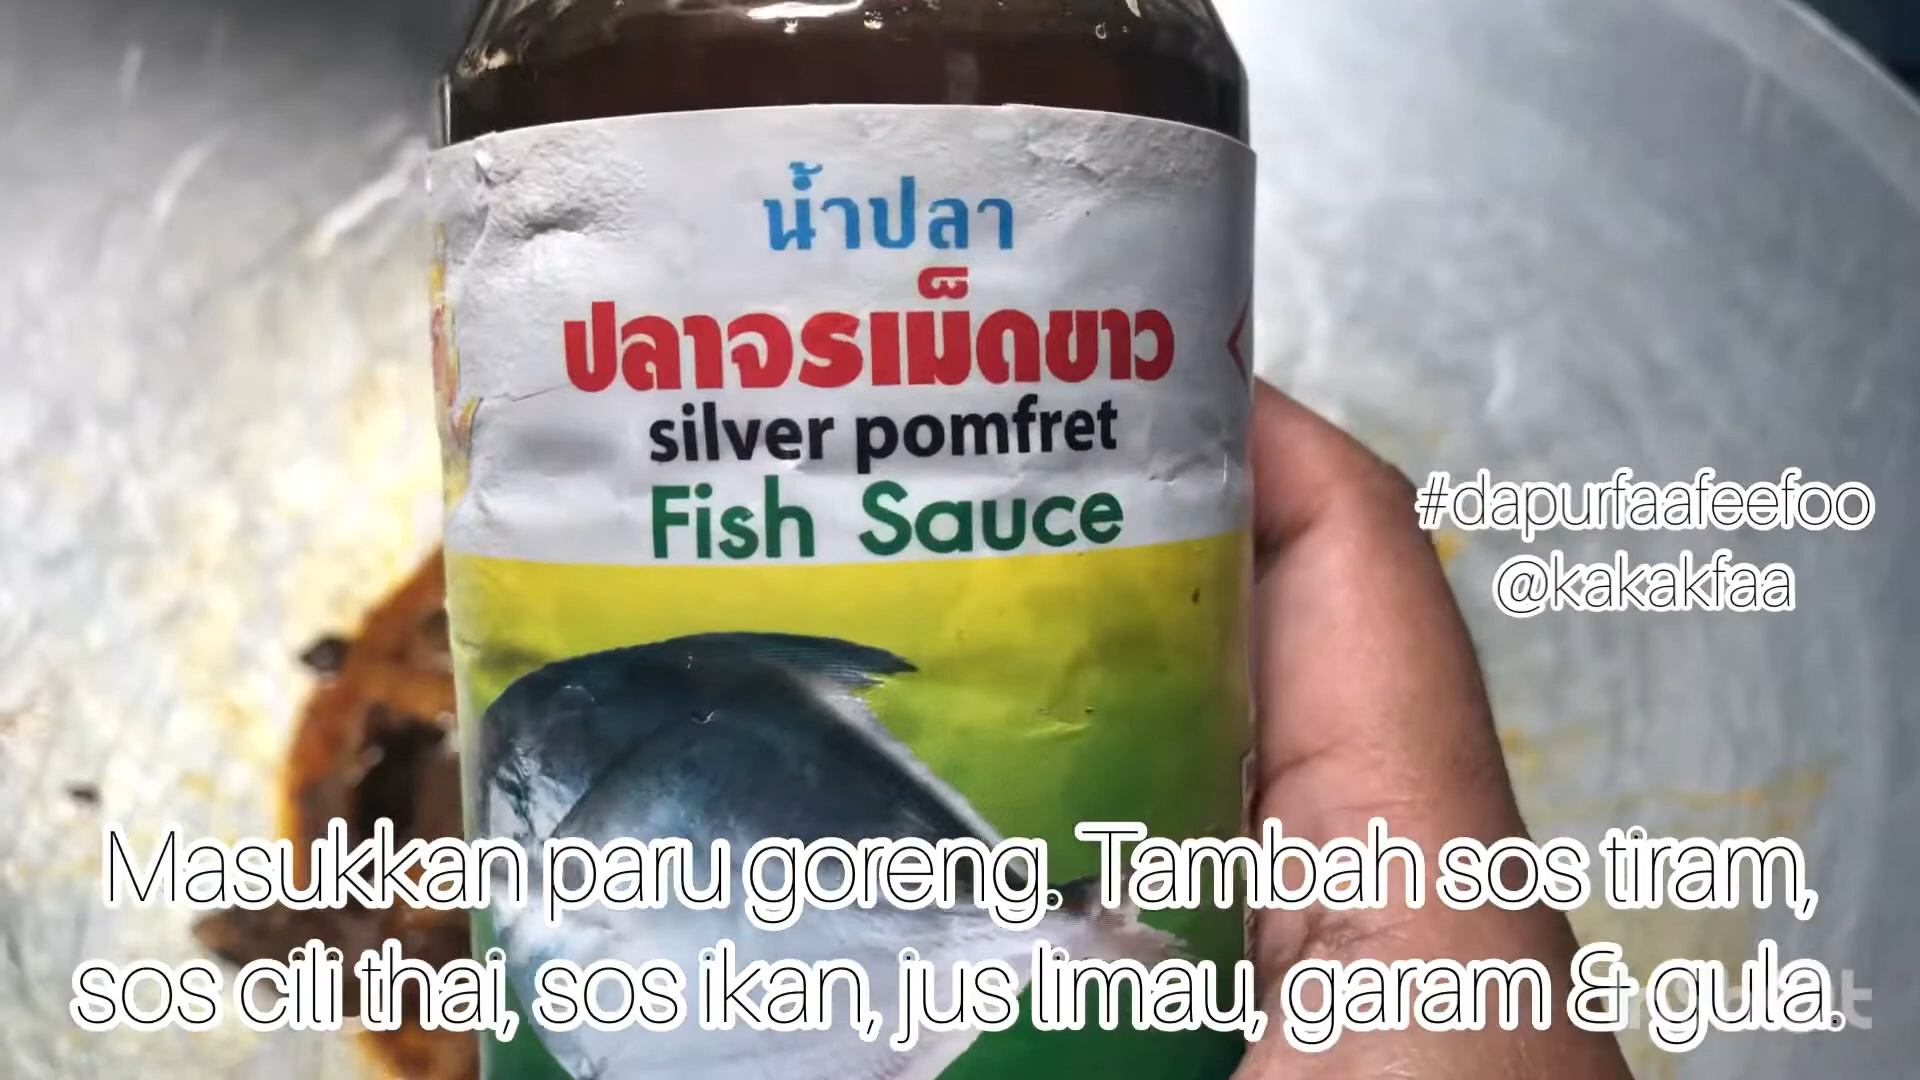 น้ำปลา
ปลาจรเม็ดขาว
silver pomfret
Fish Sauce
#dapurfaafeefoo
@kakakfaa
Masukkan paru goreng. Tambah sos tiram,
sos cili thai, sos ikan, jus limau, garam & gula.